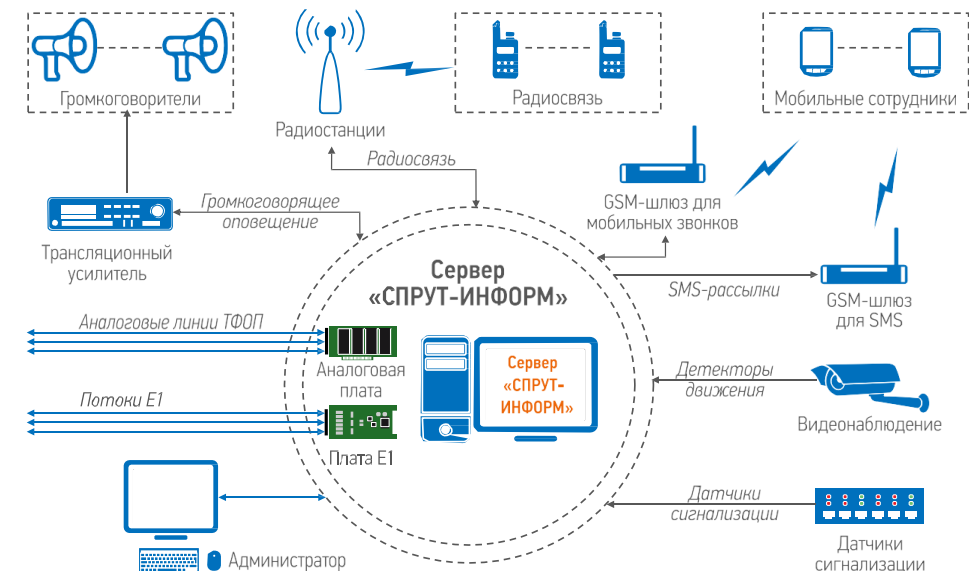 Громкоговорители
Радиостанции
Радиосвязь
Мобильные сотрудники
Радиосвязь
Громкоговорящее
оповещение
Трансляционный
усилитель
GSM-шлюз для
мобильных звонков
SMS-рассылки
GSM-шлюз
для SMS
Сервер
«СПРУТ-ИНФОРМ»
Аналоговые линии ТФОП
Аналоговая
плата
Сервер
«СПРУТ-
ИНФОРМ»
Детекторы
движения
Видеонаблюдение
Потоки E1
Плата E1
Датчики
сигнализации
Датчики
сигнализации
Администратор